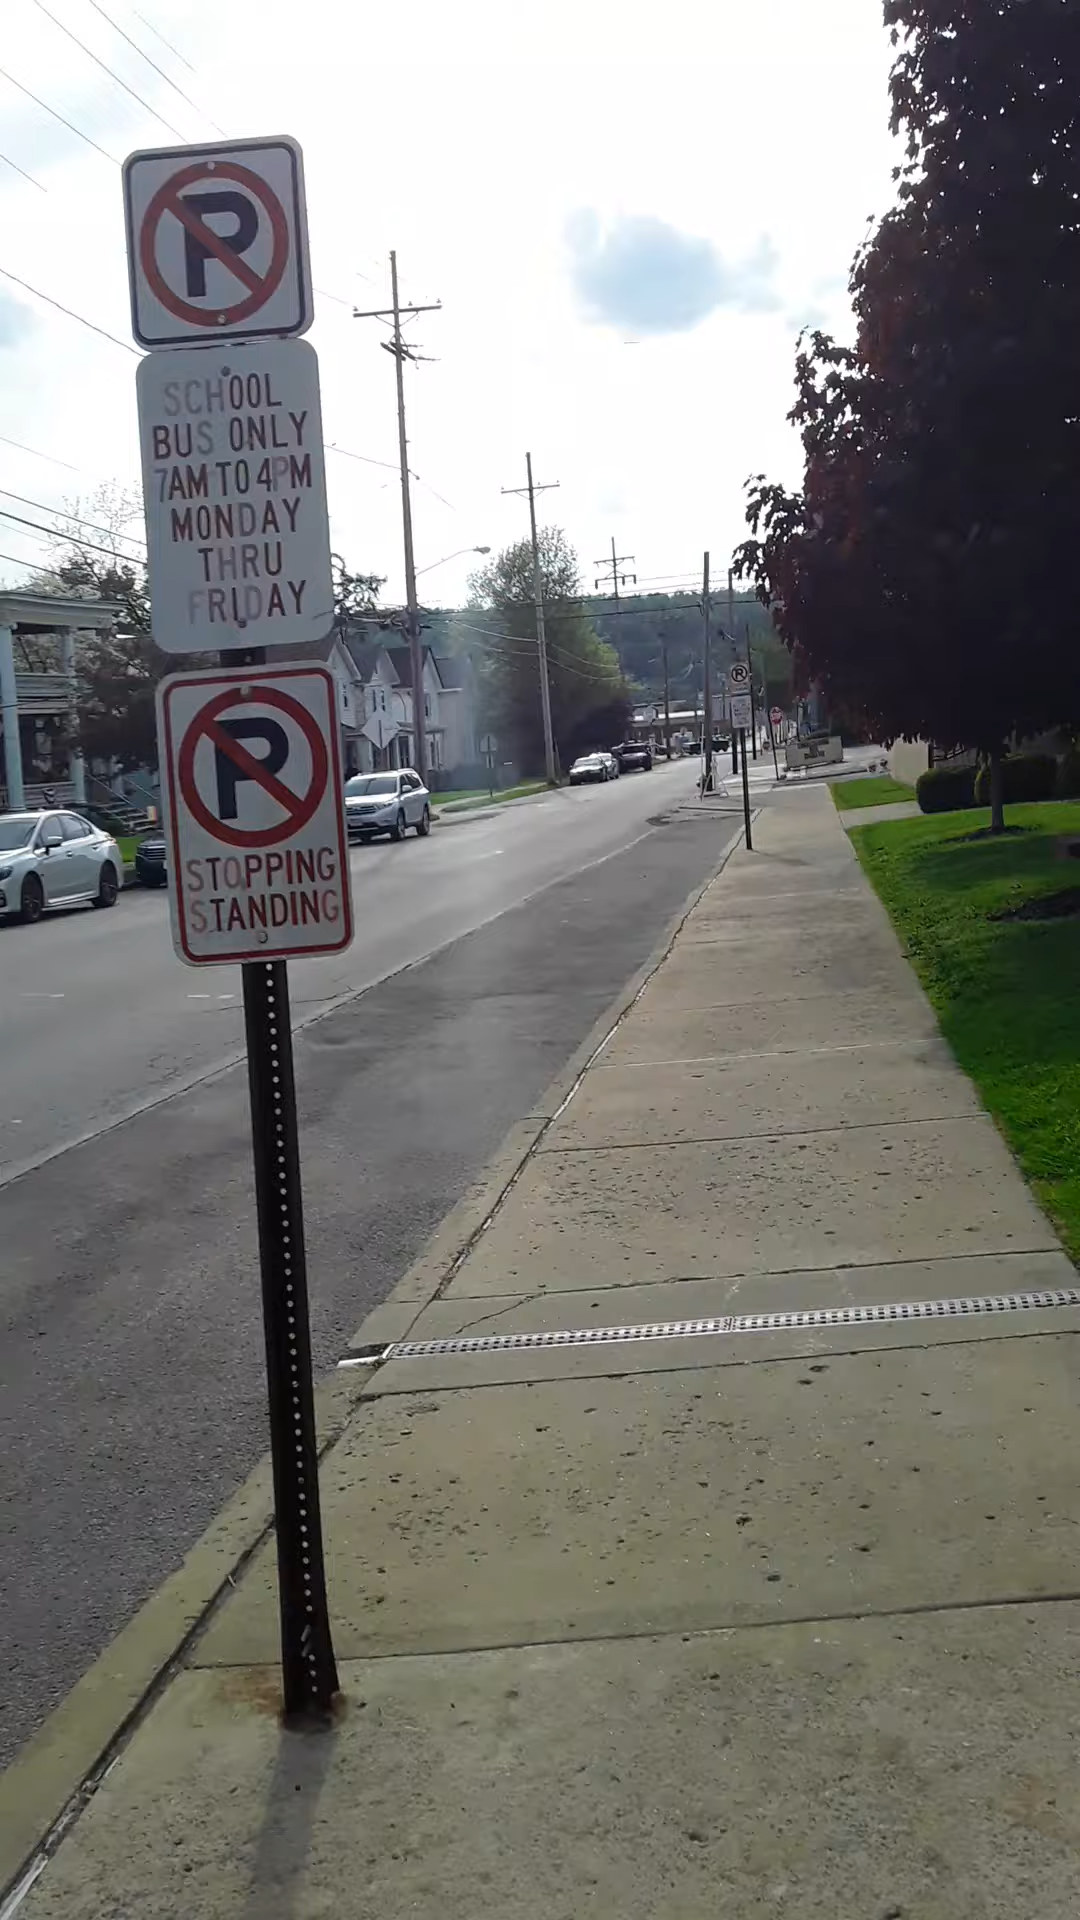 P
SCHOOL
BUS ONLY
7AM TO 4PM
MONDAY
THRU
FRIDAY
P
STOPPING
STANDING
P